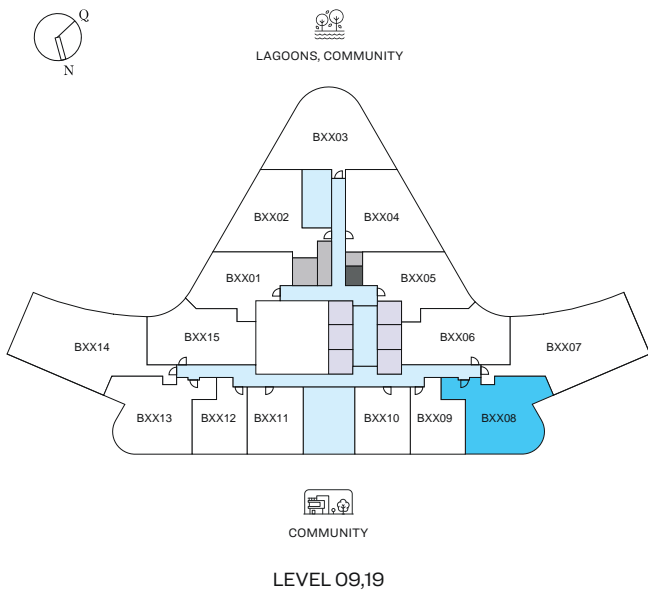 Q
N
LAGOONS, COMMUNITY
BXX03
BXX02
BXX04
BXX01
BXX05
BXX14
BXX15
BXX06
BXX07
BXX13
BXX12
BXX11
BXX10
BXX09
BXX08
COMMUNITY
LEVEL 09,19